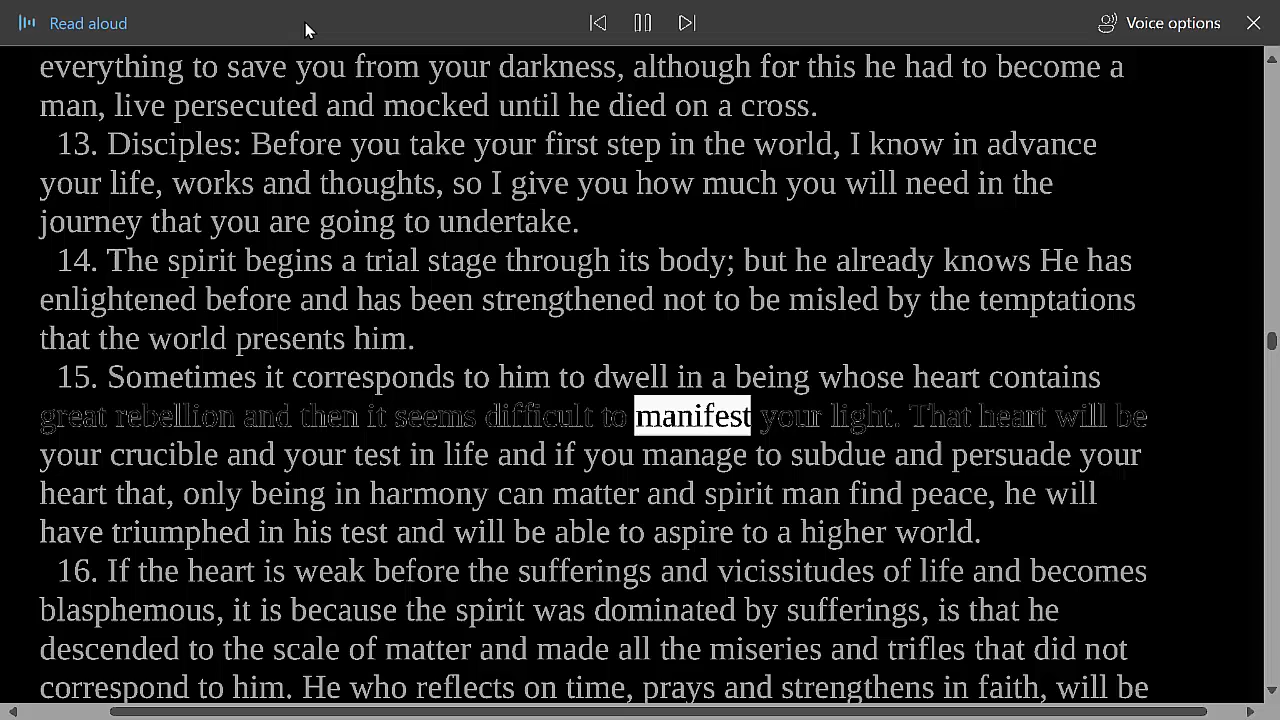 Read aloud
Voice options
everything to save you from your darkness, although for this he had to become a
man, live persecuted and mocked until he died on a cross.
13. Disciples: Before you take your first step in the world, I know in advance
your life, works and thoughts, so I give you how much you will need in the
journey that you are going to undertake.
14. The spirit begins a trial stage through its body; but he already knows He has
enlightened before and has been strengthened not to be misled by the temptations
that the world presents him.
15. Sometimes it corresponds to him to dwell in a being whose heart contains
great rebellion and then it seems difficult to manifest your light. That heart will be
your crucible and your test in life and if you manage to subdue and persuade your
heart that, only being in harmony can matter and spirit man find peace, he will
have triumphed in his test and will be able to aspire to a higher world.
16. If the heart is weak before the sufferings and vicissitudes of life and becomes
blasphemous, it is because the spirit was dominated by sufferings, is that he
descended to the scale of matter and made all the miseries and trifles that did not
correspond to him. He who reflects on time, prays and strengthens in faith, will be